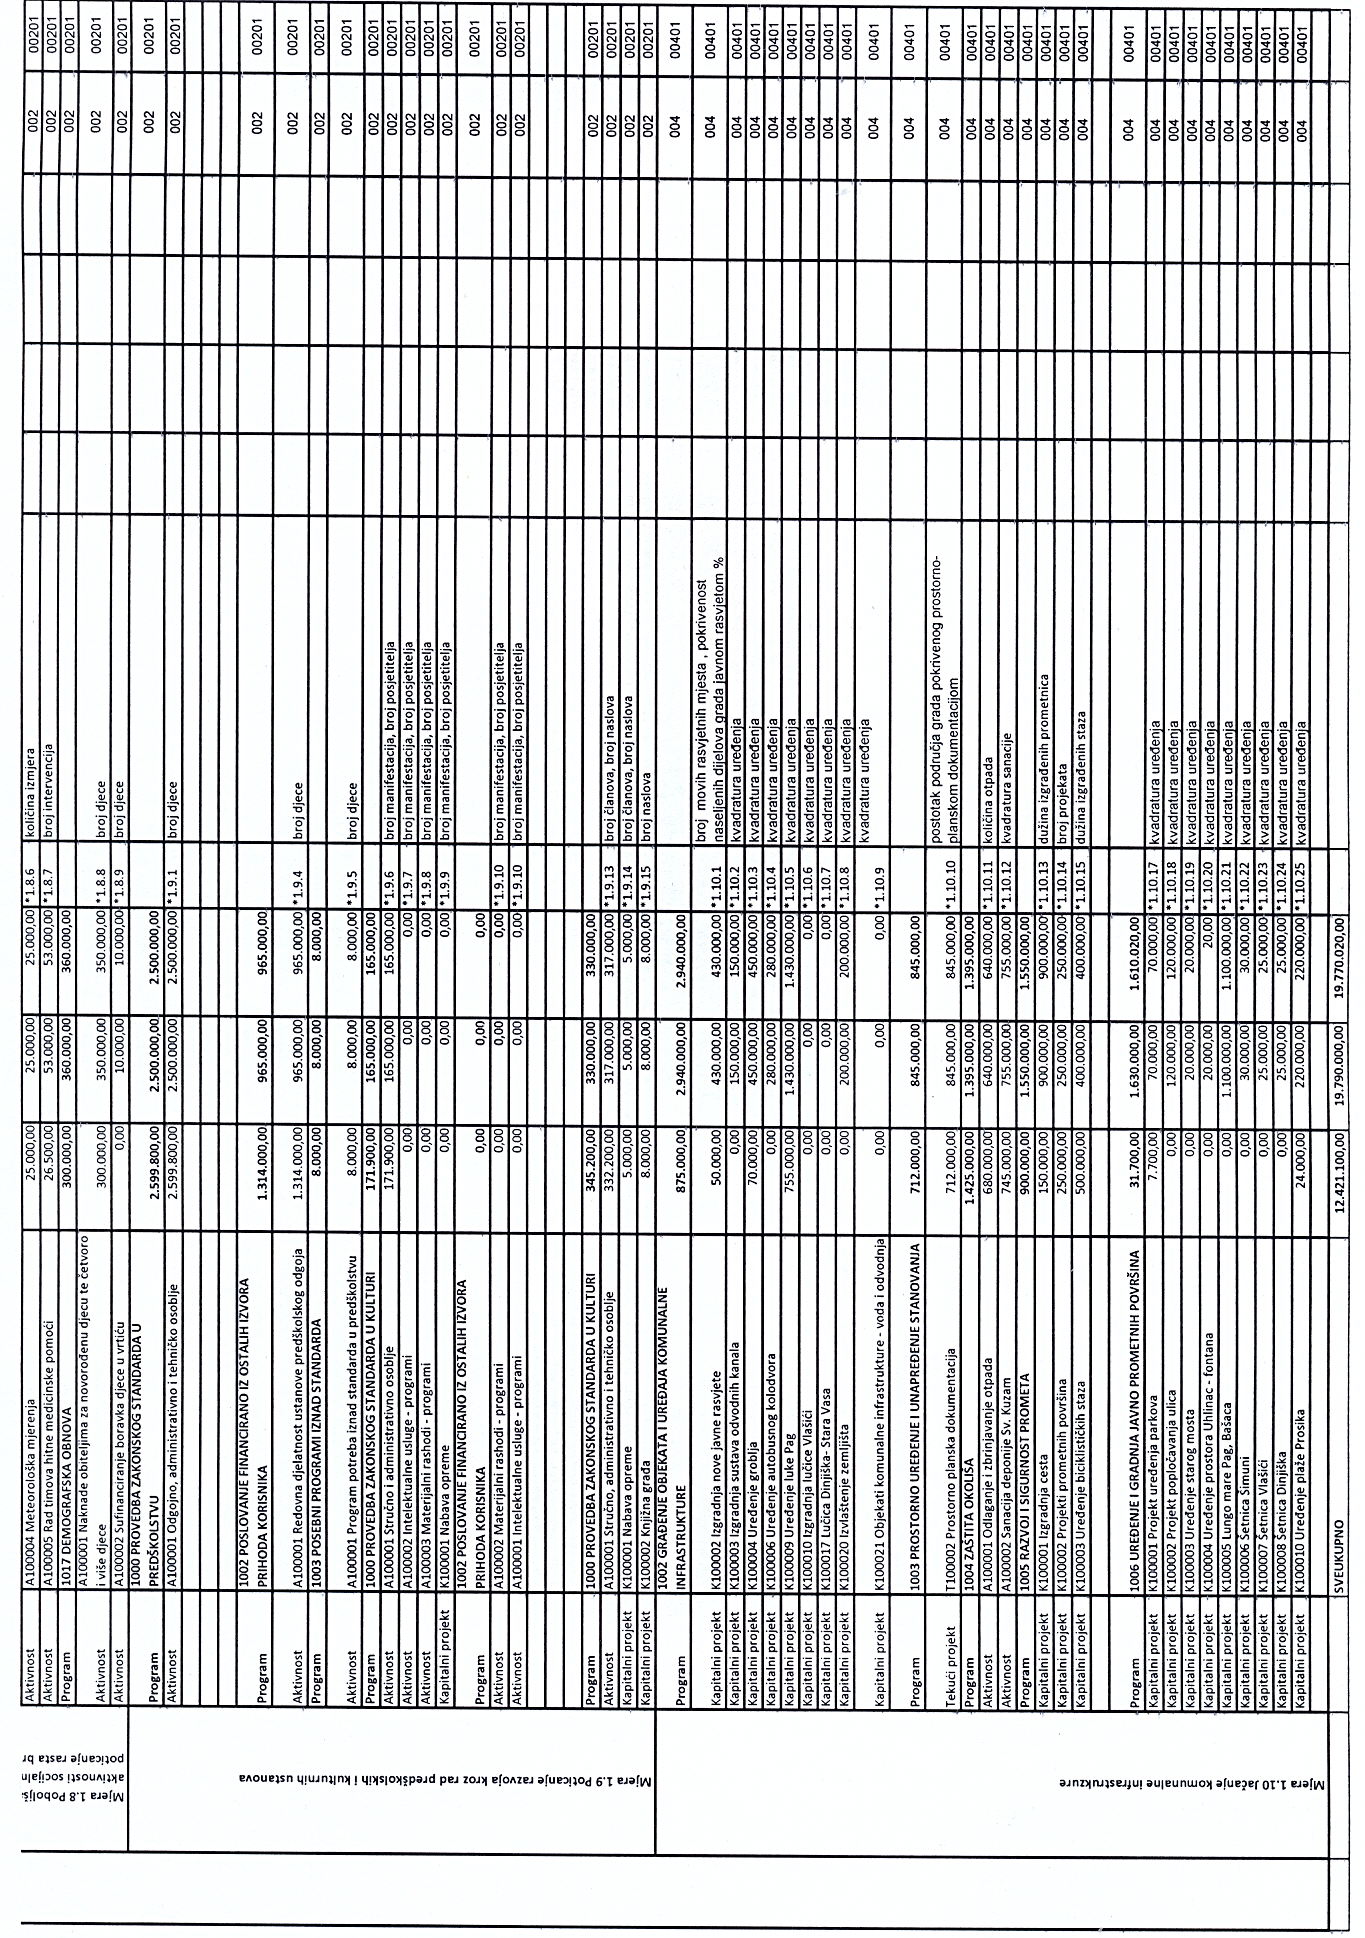 Mjera 1.8 Poboljš
aktivnosti socijaln
poticanje rasta br
Aktivnost A100004 Meteorološka mjerenja 25.000,00 25.000,00 25.000,00 *1.8.6 količina izmjera 002 00201
Aktivnost A100005 Rad timova hitne medicinske pomoći 26.500,00 53.000,00 53.000,00 *1.8.7 broj intervencija 002 00201
Program 1017 DEMOGRAFSKA OBNOVA 300.000,00 360.000,00 360.000,00 002 00201
A100001 Naknade obiteljima za novorođenu djecu te četvoro
Aktivnost i više djece 300.000,00 350.000,00 350.000,00 *1.8.8 broj djece 002 00201
Aktivnost A100002 Sufinanciranje boravka djece u vrtiću 0,00 10.000,00 10.000,00 *1.8.9 broj djece 002 00201
Mjera 1.9 Poticanje razvoja kroz rad predškolskih i kulturnih ustanova
1000 PROVEDBA ZAKONSKOG STANDARDA U
Program PREDŠKOLSTVU 2.599.800,00 2.500.000,00 2.500.000,00 002 00201
Aktivnost A100001 Odgojno, administrativno i tehničko osoblje 2.599.800,00 2.500.000,00 2.500.000,00 *1.9.1 broj djece 002 00201
1002 POSLOVANJE FINANCIRANO IZ OSTALIH IZVORA
Program PRIHODA KORISNIKA 1.314.000,00 965.000,00 965.000,00 002 00201
Aktivnost A100001 Redovna djelatnost ustanove predškolskog odgoja 1.314.000,00 965.000,00 965.000,00 *1.9.4 broj djece 002 00201
Program 1003 POSEBNI PROGRAMI IZNAD STANDARDA 8.000,00 8.000,00 8.000,00 002 00201
Aktivnost A100001 Program potreba iznad standarda u predškolstvu 8.000,00 8.000,00 8.000,00 *1.9.5 broj djece 002 00201
Program 1000 PROVEDBA ZAKONSKOG STANDARDA U KULTURI 171.900,00 165.000,00 165.000,00 002 00201
Aktivnost A100001 Stručno i administrativno osoblje 171.900,00 165.000,00 165.000,00 *1.9.6 broj manifestacija, broj posjetitelja 002 00201
Aktivnost A100002 Intelektualne usluge - programi 0,00 0,00 0,00 *1.9.7 broj manifestacija, broj posjetitelja 002 00201
Aktivnost A100003 Materijalni rashodi - programi 0,00 0,00 0,00 *1.9.8 broj manifestacija, broj posjetitelja 002 00201
Kapitalni projekt K100001 Nabava opreme 0,00 0,00 0,00 *1.9.9 broj manifestacija, broj posjetitelja 002 00201
1002 POSLOVANJE FINANCIRANO IZ OSTALIH IZVORA
Program PRIHODA KORISNIKA 0,00 0,00 0,00 002 00201
Aktivnost A100002 Materijalni rashodi - programi 0,00 0,00 0,00 *1.9.10 broj manifestacija, broj posjetitelja 002 00201
Aktivnost A100001 Intelektualne usluge - programi 0,00 0,00 0,00 *1.9.10 broj manifestacija, broj posjetitelja 002 00201
Program 1000 PROVEDBA ZAKONSKOG STANDARDA U KULTURI 345.200,00 330.000,00 330.000,00 002 00201
Aktivnost A100001 Stručno, administrativno i tehničko osoblje 332.200,00 317.000,00 317.000,00 *1.9.13 broj članova, broj naslova 002 00201
Kapitalni projekt K100001 Nabava opreme 5.000,00 5.000,00 5.000,00 *1.9.14 broj članova, broj naslova 002 00201
Kapitalni projekt K100002 Knjižna građa 8.000,00 8.000,00 8.000,00 *1.9.15 broj naslova 002 00201
Mjera 1.10 Jačanje komunalne infrastrukzure
1002 GRAĐENJE OBJEKATA I UREĐAJA KOMUNALNE
Program INFRASTRUKTURE 875.000,00 2.940.000,00 2.940.000,00 004 00401
broj movih rasvjetnih mjesta , pokrivenost
Kapitalni projekt K100002 Izgradnja nove javne rasvjete 50.000,00 430.000,00 430.000,00 *1.10.1 naseljenih dijelova grada javnom rasvjetom % 004 00401
Kapitalni projekt K100003 Izgradnja sustava odvodnih kanala 0,00 150.000,00 150.000,00 *1.10.2 kvadratura uređenja 004 00401
Kapitalni projekt K100004 Uređenje groblja 70.000,00 450.000,00 450.000,00 *1.10.3 kvadratura uređenja 004 00401
Kapitalni projekt K100006 Uređenje autobusnog kolodvora 0,00 280.000,00 280.000,00 *1.10.4 kvadratura uređenja 004 00401
Kapitalni projekt K100009 Uređenje luke Pag 755.000,00 1.430.000,00 1.430.000,00 *1.10.5 kvadratura uređenja 004 00401
Kapitalni projekt K100010 Izgradnja lučice Vlašići 0,00 0,00 0,00 *1.10.6 kvadratura uređenja 004 00401
Kapitalni projekt K100017 Lučica Dinjiška- Stara Vasa 0,00 0,00 0,00 *1.10.7 kvadratura uređenja 004 00401
Kapitalni projekt K100020 Izvlaštenje zemljišta 0,00 200.000,00 200.000,00 *1.10.8 kvadratura uređenja 004 00401
Kapitalni projekt K100021 Objekati komunalne infrastrukture - voda i odvodnja 0,00 0,00 0,00 *1.10.9 kvadratura uređenja 004 00401
Program 1003 PROSTORNO UREĐENJE I UNAPREĐENJE STANOVANJA 712.000,00 845.000,00 845.000,00 004 00401
postotak područja grada pokrivenog prostorno-
Tekući projekt T100002 Prostorno planska dokumentacija 712.000,00 845.000,00 845.000,00 *1.10.10 planskom dokumentacijom 004 00401
Program 1004 ZAŠTITA OKOLIŠA 1.425.000,00 1.395.000,00 1.395.000,00 004 00401
Aktivnost A100001 Odlaganje i zbrinjavanje otpada 680.000,00 640.000,00 640.000,00 *1.10.11 količina otpada 004 00401
Aktivnost A100002 Sanacija deponije Sv. Kuzam 745.000,00 755.000,00 755.000,00 *1.10.12 kvadratura sanacije 004 00401
Program 1005 RAZVOJ I SIGURNOST PROMETA 900.000,00 1.550.000,00 1.550.000,00 004 00401
Kapitalni projekt K100001 Izgradnja cesta 150.000,00 900.000,00 900.000,00 *1.10.13 dužina izgrađenih prometnica 004 00401
Kapitalni projekt K100002 Projekti prometnih površina 250.000,00 250.000,00 250.000,00 *1.10.14 broj projekata 004 00401
Kapitalni projekt K100003 Uređenje biciklističkih staza 500.000,00 400.000,00 400.000,00 *1.10.15 dužina izgrađenih staza 004 00401
Program 1006 UREĐENJE I GRADNJA JAVNO PROMETNIH POVRŠINA 31.700,00 1.630.000,00 1.610.020,00 004 00401
Kapitalni projekt K100001 Projekt uređenja parkova 7.700,00 70.000,00 70.000,00 *1.10.17 kvadratura uređenja 004 00401
Kapitalni projekt K100002 Projekt popločavanja ulica 0,00 120.000,00 120.000,00 *1.10.18 kvadratura uređenja 004 00401
Kapitalni projekt K100003 Uređenje starog mosta 0,00 20.000,00 20.000,00 *1.10.19 kvadratura uređenja 004 00401
Kapitalni projekt K100004 Uređenje prostora Uhlinac - fontana 0,00 20.000,00 20,00 *1.10.20 kvadratura uređenja 004 00401
Kapitalni projekt K100005 Lungo mare Pag, Bašaca 0,00 1.100.000,00 1.100.000,00 *1.10.21 kvadratura uređenja 004 00401
Kapitalni projekt K100006 Šetnica Šimuni 0,00 30.000,00 30.000,00 *1.10.22 kvadratura uređenja 004 00401
Kapitalni projekt K100007 Šetnica Vlašići 0,00 25.000,00 25.000,00 *1.10.23 kvadratura uređenja 004 00401
Kapitalni projekt K100008 Šetnica Dinjiška 0,00 25.000,00 25.000,00 *1.10.24 kvadratura uređenja 004 00401
Kapitalni projekt K100010 Uređenje plaže Prosika 24.000,00 220.000,00 220.000,00 *1.10.25 kvadratura uređenja 004 00401
SVEUKUPNO 12.421.100,00 19.790.000,00 19.770.020,00